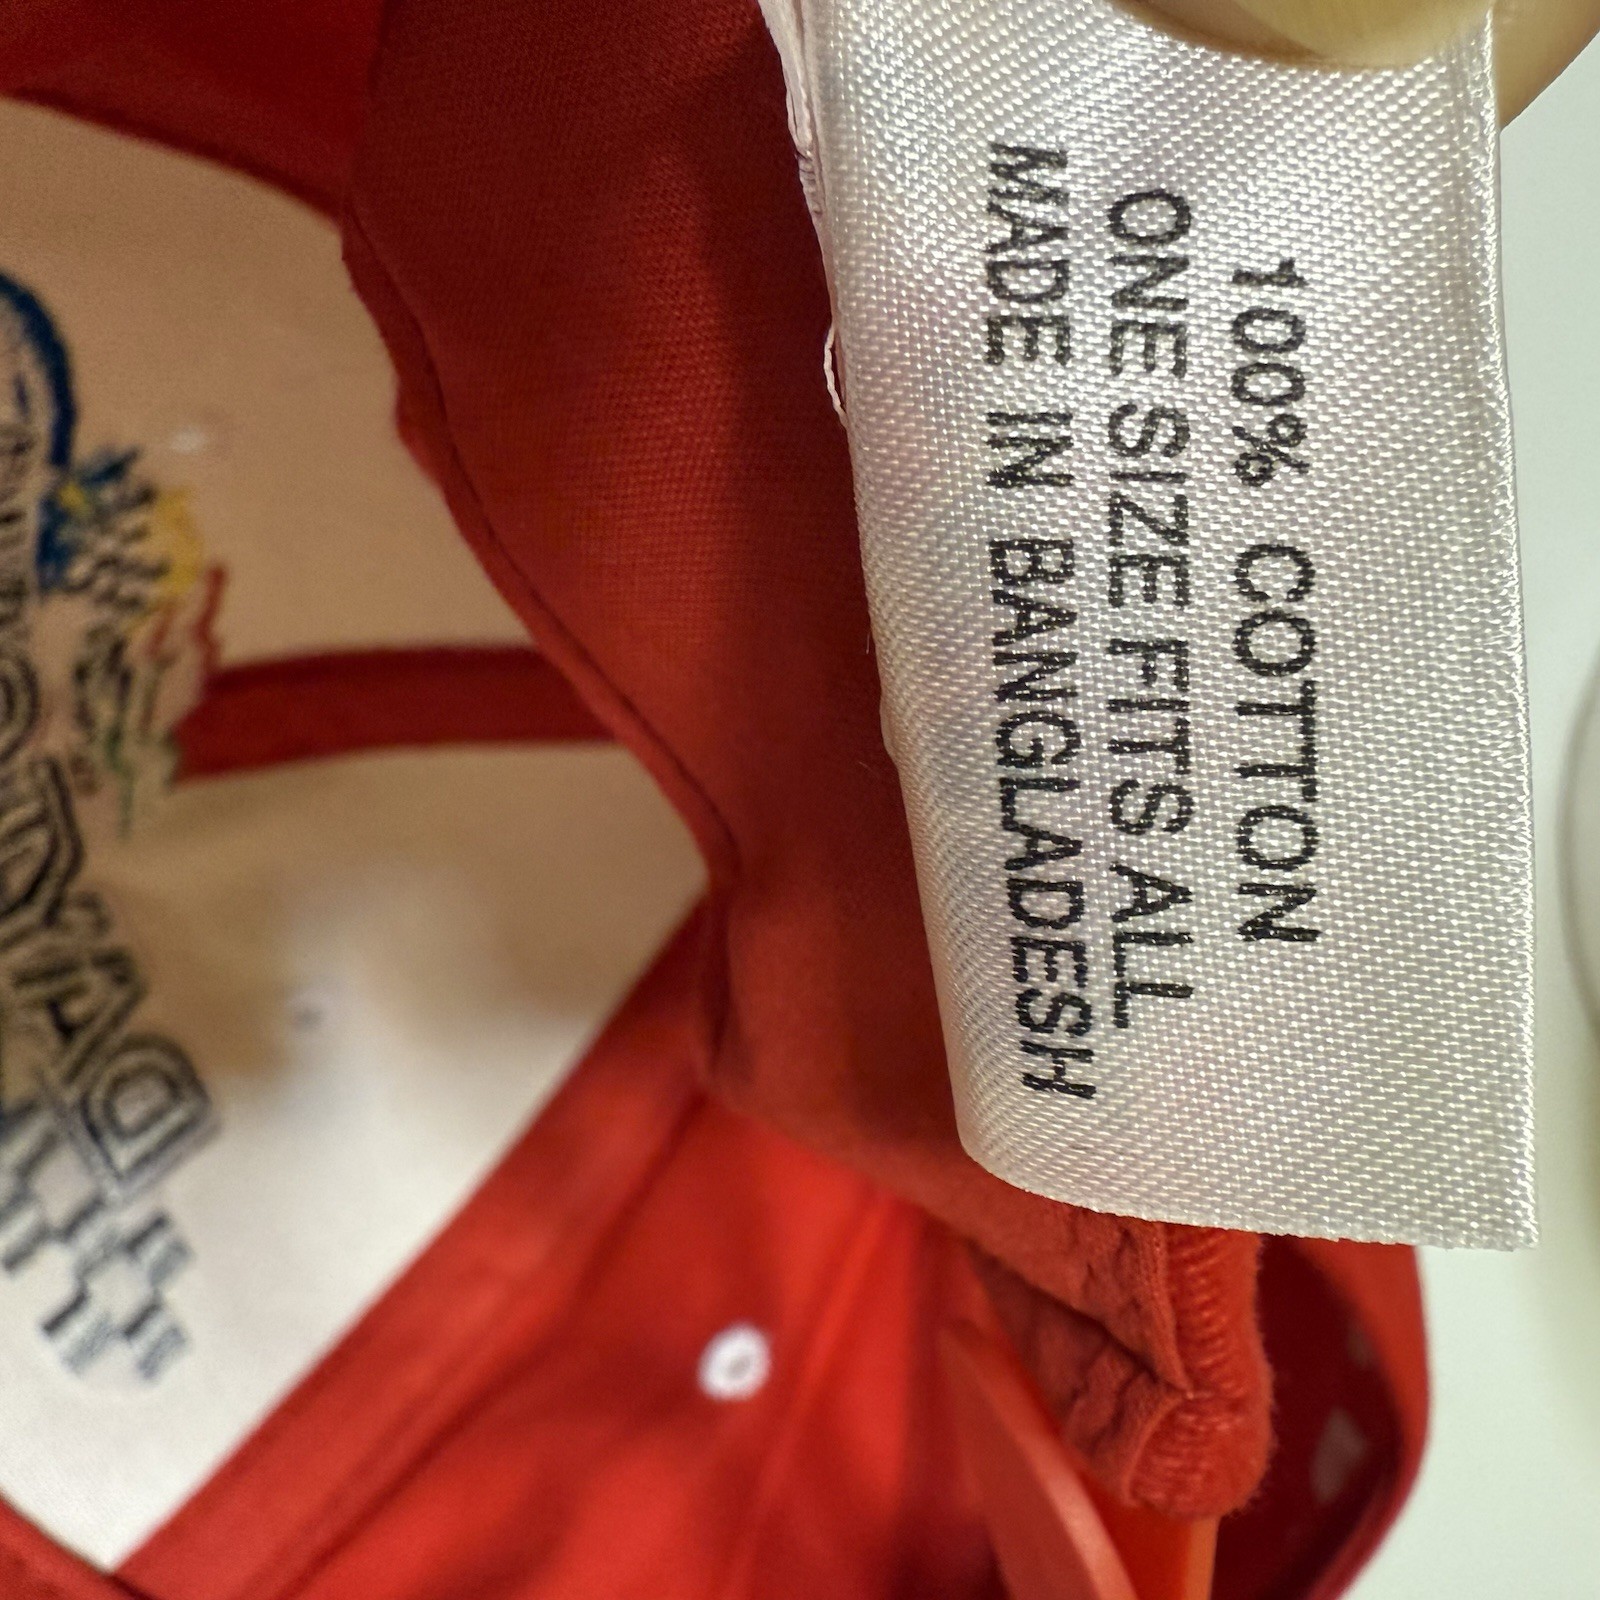 100% COTTON
ONE SIZE FITS ALL
MADE IN BANGLADESH